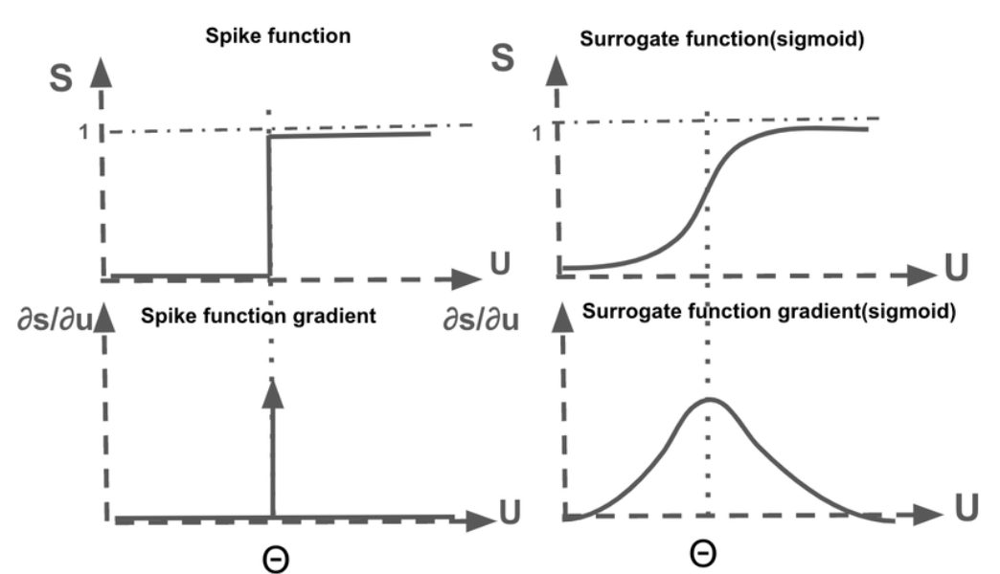 Spike function
S
1
U
Surrogate function(sigmoid)
S
1
U
∂s/∂u
Spike function gradient
U
Θ
∂s/∂u
Surrogate function gradient(sigmoid)
U
Θ